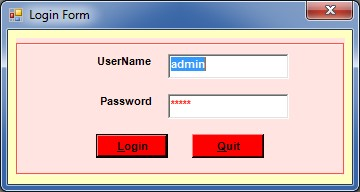 Login Form
UserName admin
Password *****
Login Quit